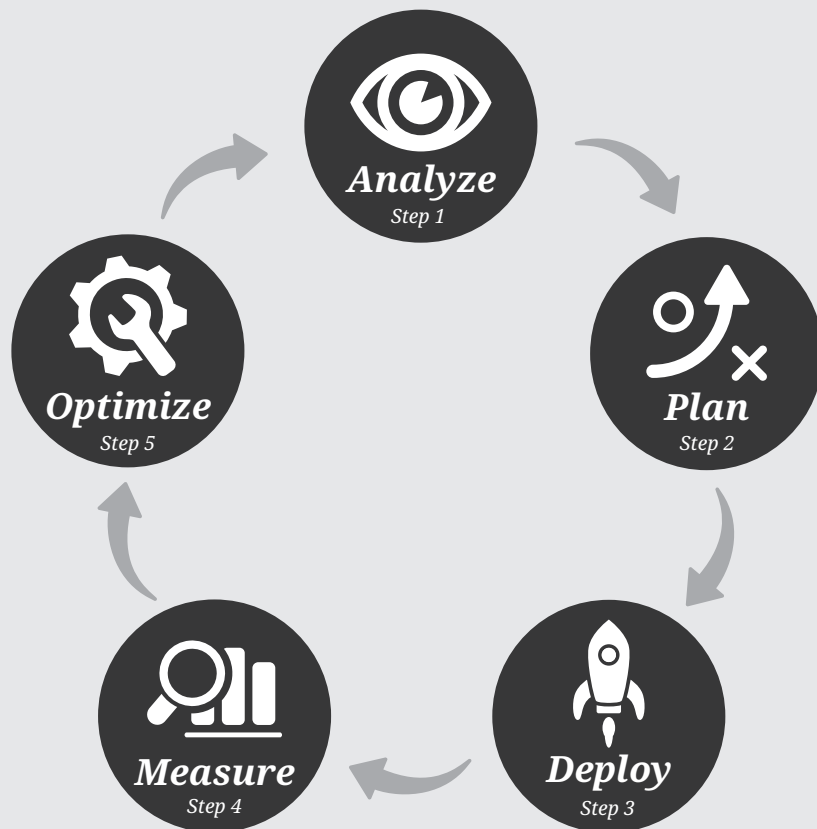 Analyze
Step 1
Plan
Step 2
Deploy
Step 3
Measure
Step 4
Optimize
Step 5